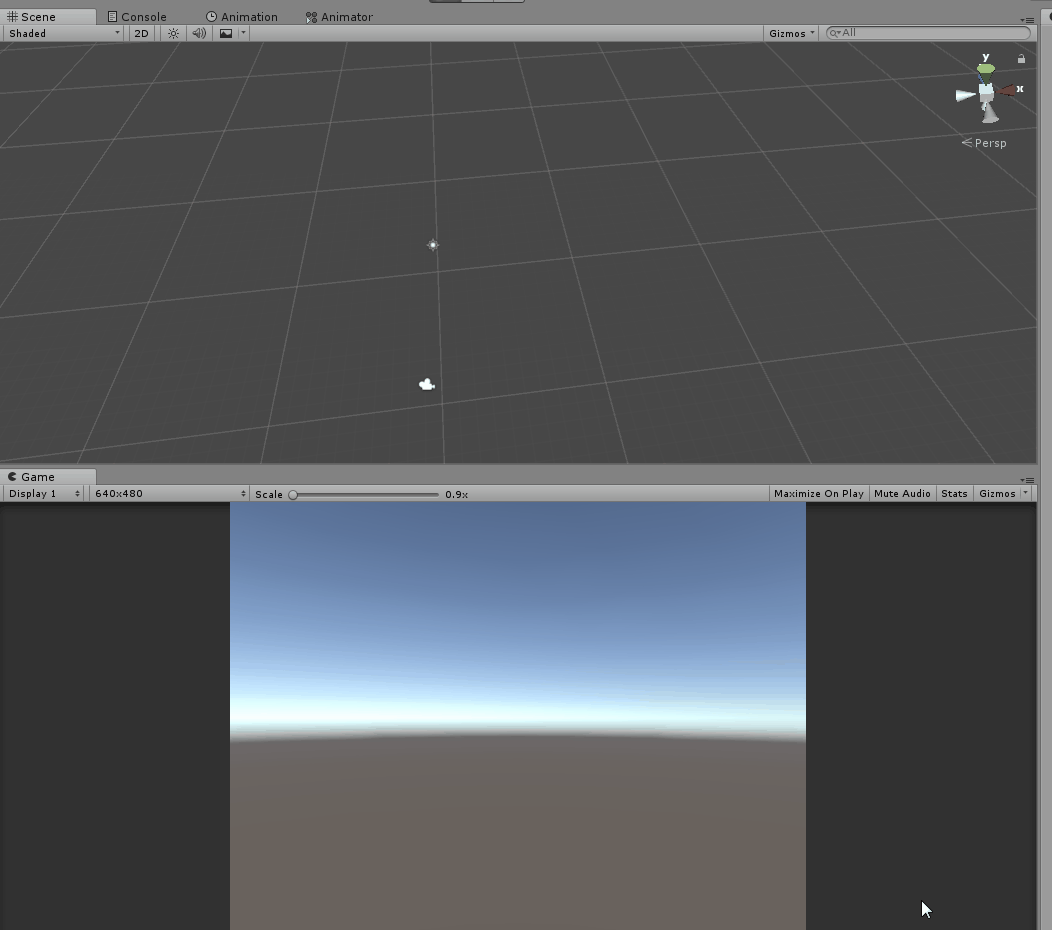 Scene Console Animation Animator
Shaded 2D Gizmos All
y
x
Persp
Game
Display 1 640x480 Scale 0.9x Maximize On Play Mute Audio Stats Gizmos